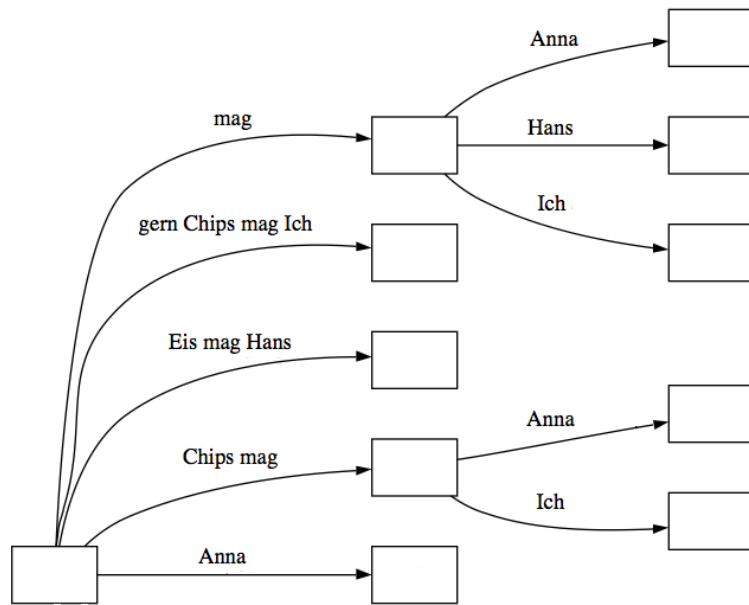 Anna
mag
Hans
Ich
gern Chips mag Ich
Eis mag Hans
Anna
Chips mag
Ich
Anna